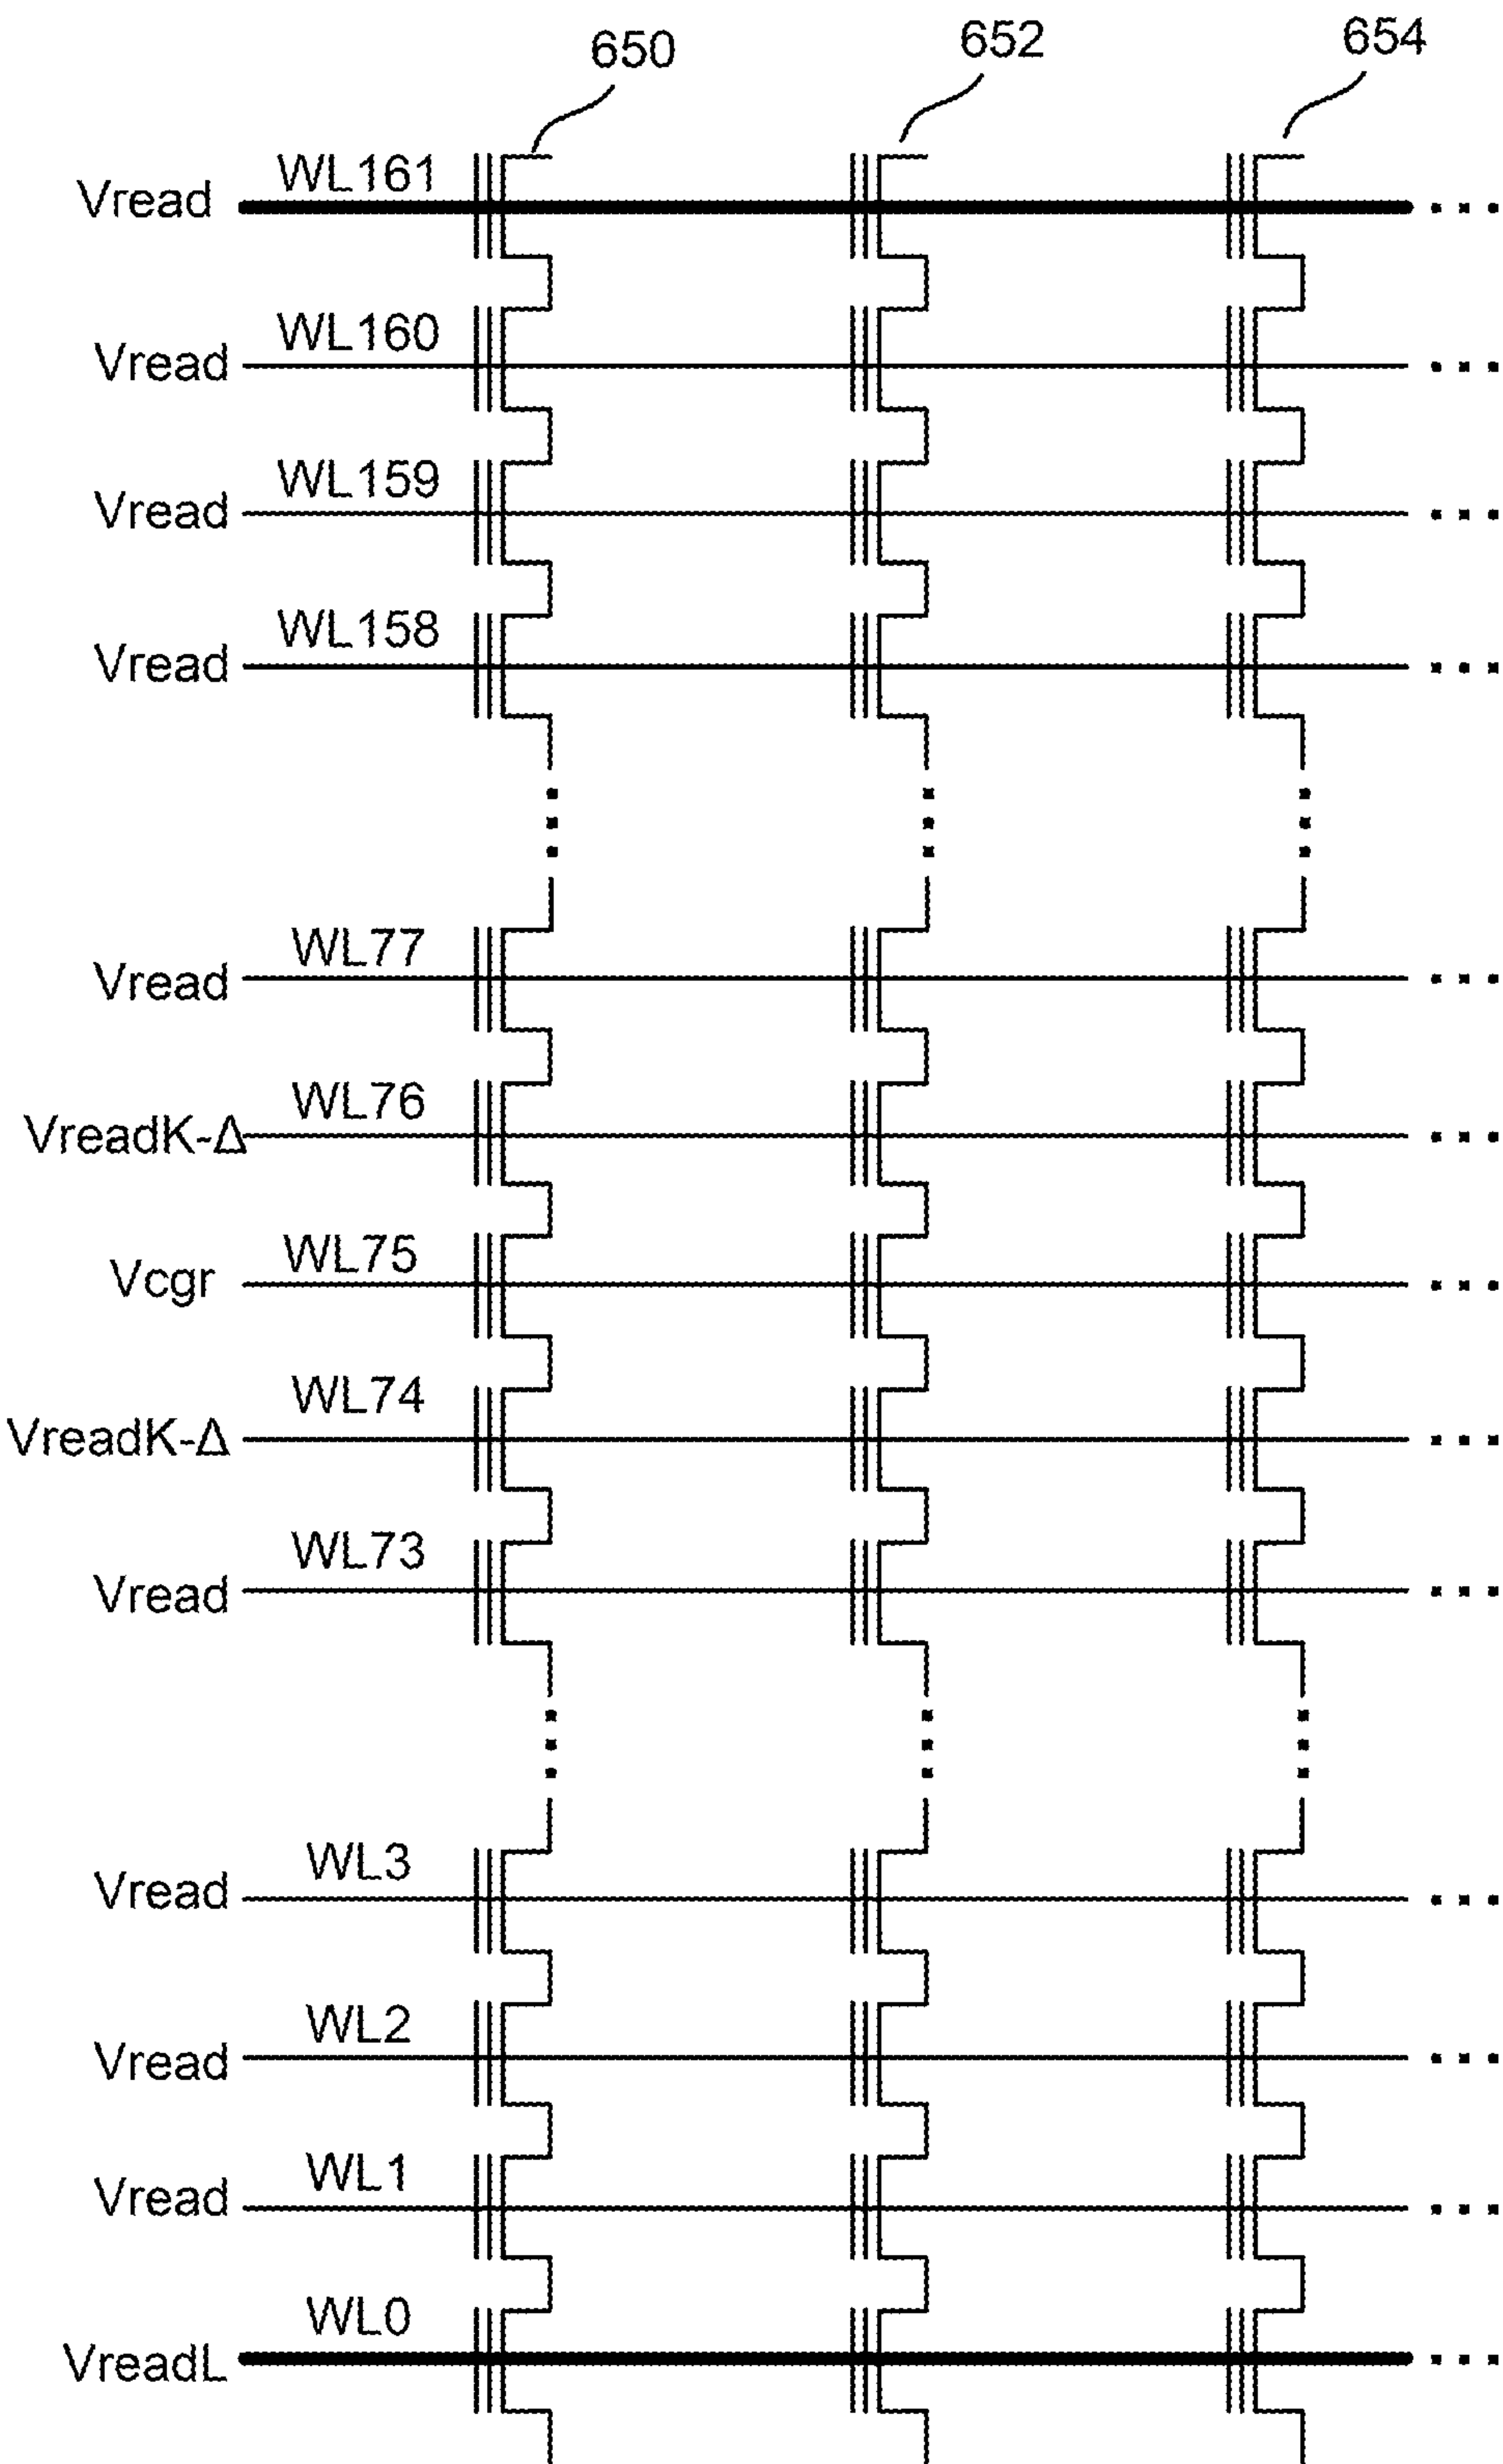 650 652 654
WL161
Vread
WL160
Vread
WL159
Vread
WL158
Vread
WL77
Vread
WL76
VreadK-Δ
WL75
Vcgr
WL74
VreadK-Δ
WL73
Vread
WL3
Vread
WL2
Vread
WL1
Vread
WL0
VreadL